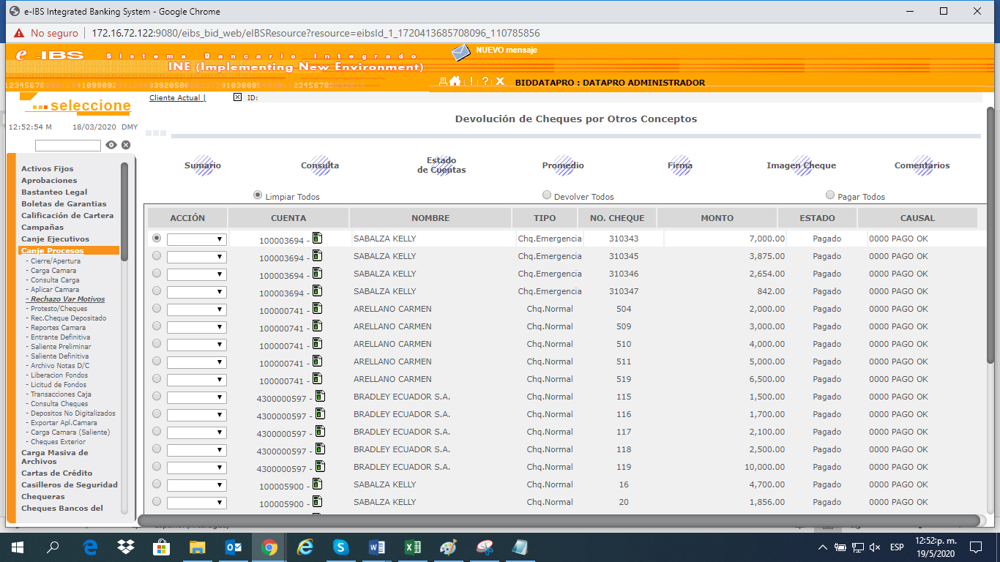 e-IBS Integrated Banking System - Google Chrome
No seguro | 172.16.72.122:9080/eibs_bid_web/eIBSResource?resource=eibsId_1_1720413685708096_110785856
e -IBS Sistema Bancario Integrado
INE (Implementing New Environment)
NUEVO mensaje
! ? X BIDDATAPRO : DATAPRO ADMINISTRADOR
seleccione
12:52:54 M 18/03/2020 DMY
Cliente Actual | ID:
Devolución de Cheques por Otros Conceptos
Sumario Consulta Estado de Cuentas Promedio Firma Imagen Cheque Comentários
Limpiar Todos Devolver Todos Pagar Todos
Activos Fijos
Aprobaciones
Bastanteo Legal
Boletas de Garantias
Calificación de Cartera
Campañas
Canje Ejecutivos
Canje Procesos
- Cierre/Apertura
- Carga Camara
- Consulta Carga
- Aplicar Camara
- Rechazo Var Motivos
- Protesto/Cheques
- Rec.Cheque Depositado
- Reportes Camara
- Entrante Definitiva
- Saliente Preliminar
- Saliente Definitiva
- Archivo Notas D/C
- Liberacion Fondos
- Licitud de Fondos
- Transacciones Caja
- Consulta Cheques
- Depositos No Digitalizados
- Exportar Apl.Camara
- Carga Camara (Saliente)
- Cheques Exterior
Carga Masiva de
Archivos
Cartas de Crédito
Casilleros de Seguridad
Chequeras
Cheques Bancos del
ACCIÓN CUENTA NOMBRE TIPO NO. CHEQUE MONTO ESTADO CAUSAL
100003694 - SABALZA KELLY Chq.Emergencia 310343 7,000.00 Pagado 0000 PAGO OK
100003694 - SABALZA KELLY Chq.Emergencia 310345 3,875.00 Pagado 0000 PAGO OK
100003694 - SABALZA KELLY Chq.Emergencia 310346 2,654.00 Pagado 0000 PAGO OK
100003694 - SABALZA KELLY Chq.Emergencia 310347 842.00 Pagado 0000 PAGO OK
100000741 - ARELLANO CARMEN Chq.Normal 504 2,000.00 Pagado 0000 PAGO OK
100000741 - ARELLANO CARMEN Chq.Normal 509 3,000.00 Pagado 0000 PAGO OK
100000741 - ARELLANO CARMEN Chq.Normal 510 4,000.00 Pagado 0000 PAGO OK
100000741 - ARELLANO CARMEN Chq.Normal 511 5,000.00 Pagado 0000 PAGO OK
100000741 - ARELLANO CARMEN Chq.Normal 519 6,500.00 Pagado 0000 PAGO OK
4300000597 - BRADLEY ECUADOR S.A. Chq.Normal 115 1,500.00 Pagado 0000 PAGO OK
4300000597 - BRADLEY ECUADOR S.A. Chq.Normal 116 1,700.00 Pagado 0000 PAGO OK
4300000597 - BRADLEY ECUADOR S.A. Chq.Normal 117 2,100.00 Pagado 0000 PAGO OK
4300000597 - BRADLEY ECUADOR S.A. Chq.Normal 118 2,500.00 Pagado 0000 PAGO OK
4300000597 - BRADLEY ECUADOR S.A. Chq.Normal 119 10,000.00 Pagado 0000 PAGO OK
100005900 - SABALZA KELLY Chq.Normal 16 4,700.00 Pagado 0000 PAGO OK
100005900 - SABALZA KELLY Chq.Normal 20 1,856.00 Pagado 0000 PAGO OK
ESP
12:52p. m.
19/5/2020